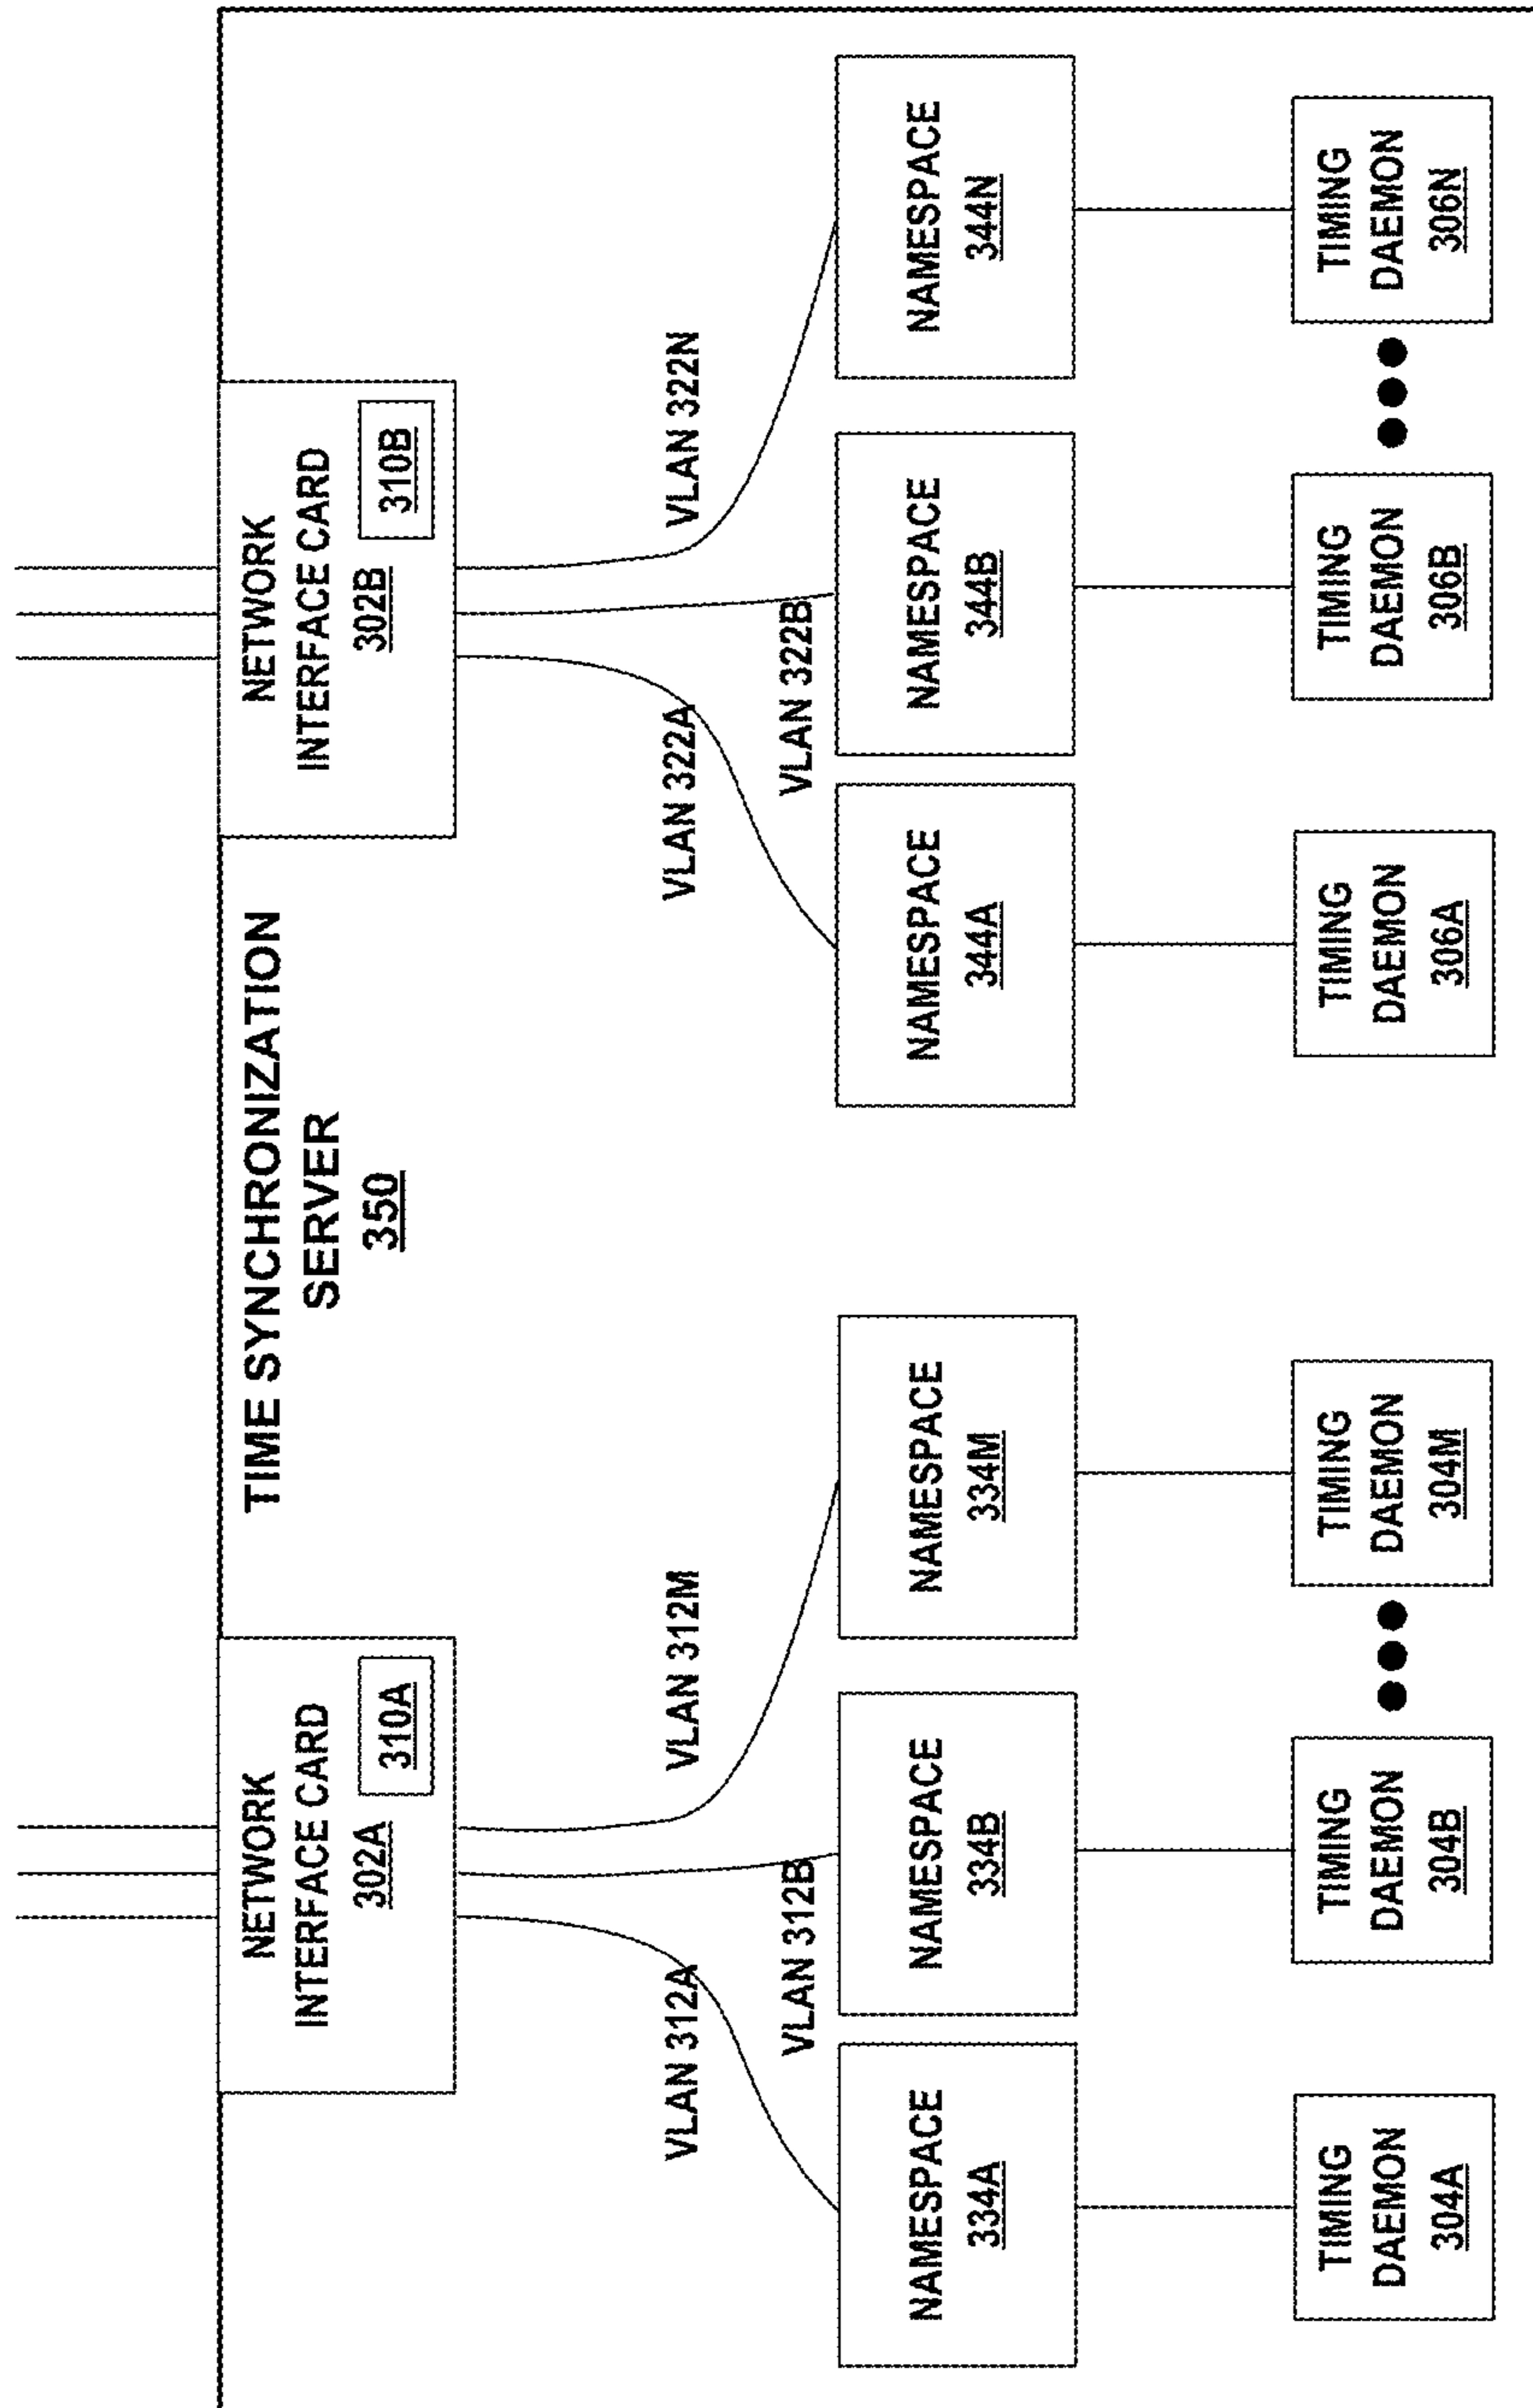 TIME SYNCHRONIZATION
SERVER
350
NETWORK
INTERFACE CARD
302A
310A
NETWORK
INTERFACE CARD
302B
310B
VLAN 312A
VLAN 312B
VLAN 312M
VLAN 322A
VLAN 322B
VLAN 322N
NAMESPACE
334A
NAMESPACE
334B
NAMESPACE
334M
NAMESPACE
344A
NAMESPACE
344B
NAMESPACE
344N
TIMING
DAEMON
304A
TIMING
DAEMON
304B
TIMING
DAEMON
304M
TIMING
DAEMON
306A
TIMING
DAEMON
306B
TIMING
DAEMON
306N